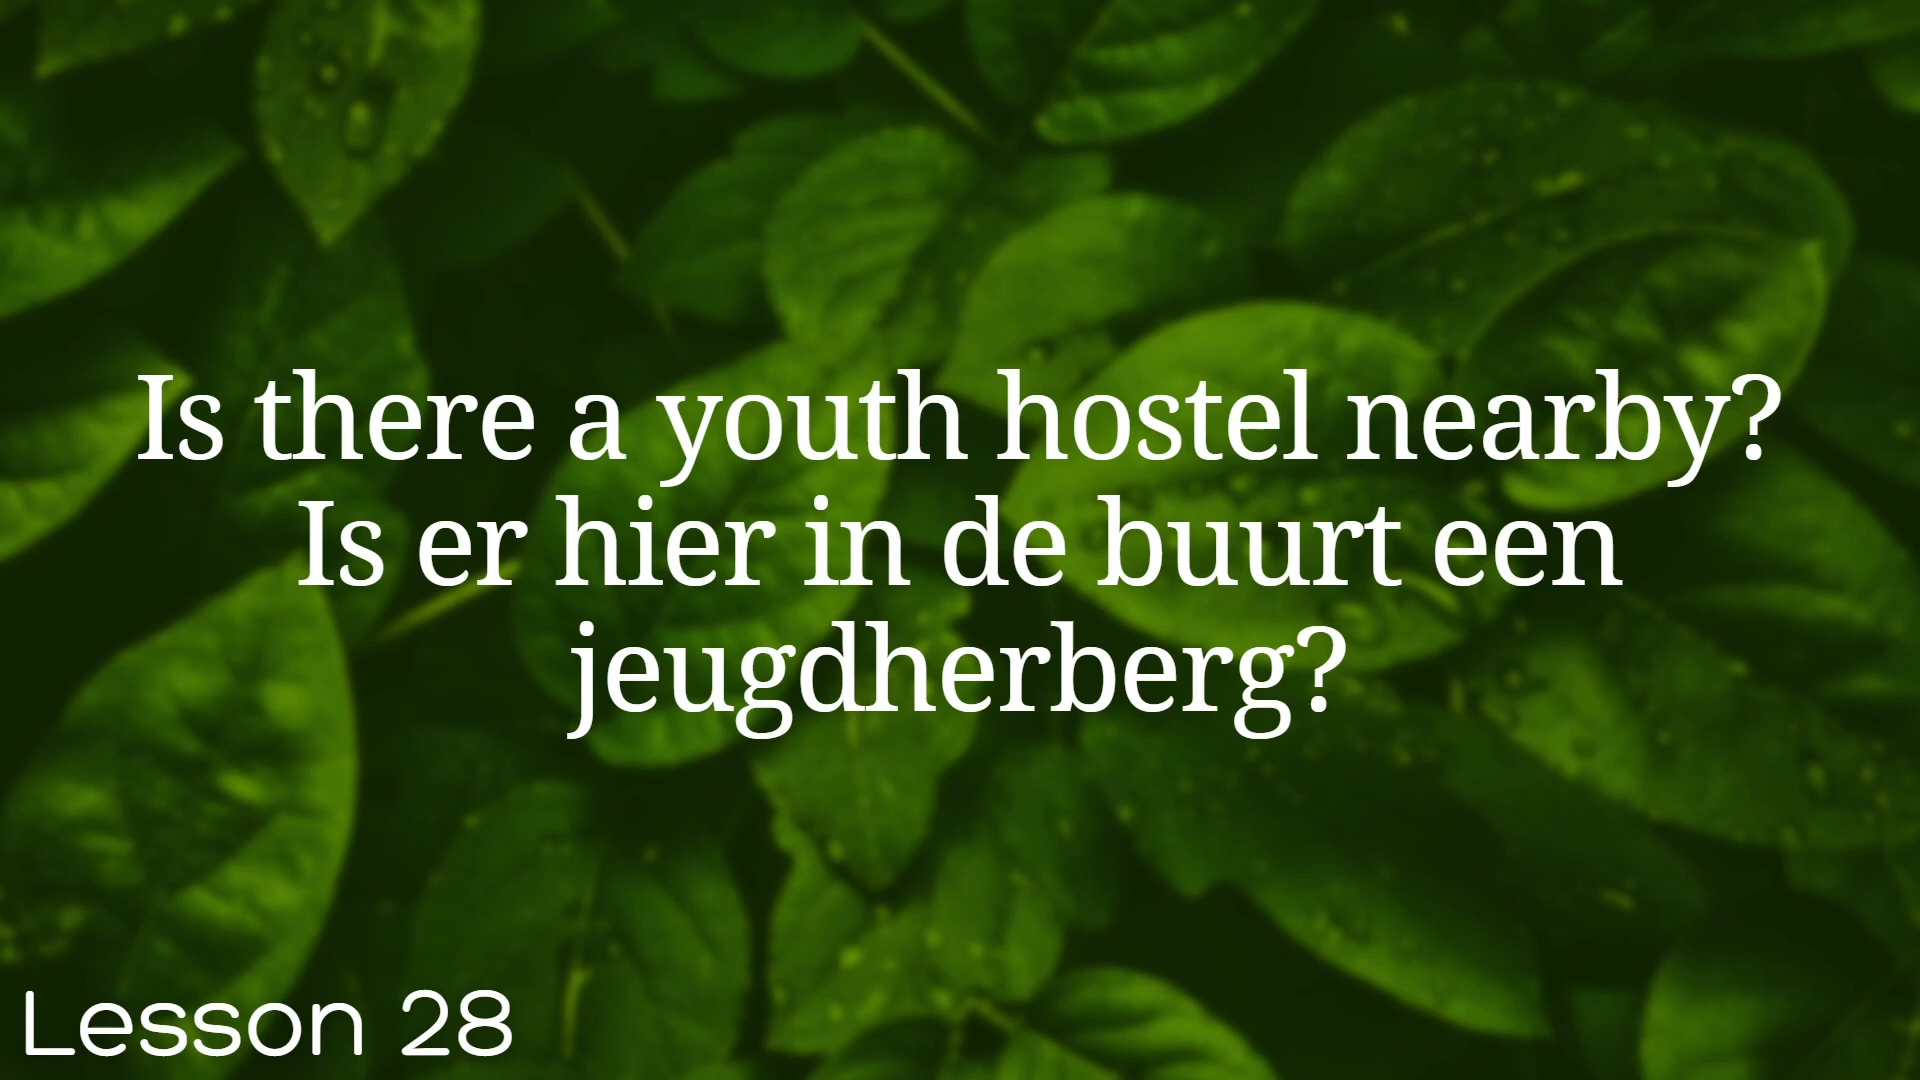 Is there a youth hostel nearby?
Is er hier in de buurt een
jeugdherberg?
Lesson 28